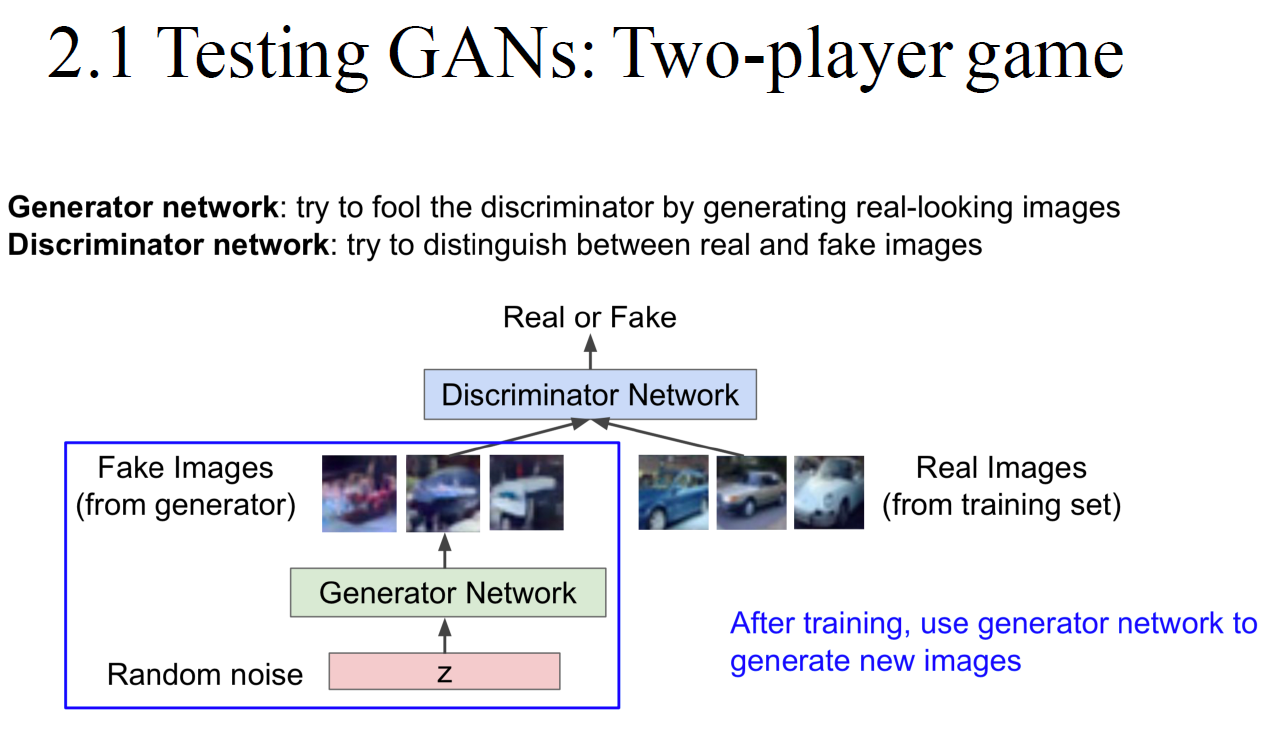 2.1 Testing GANs: Two-player game
Generator network: try to fool the discriminator by generating real-looking images
Discriminator network: try to distinguish between real and fake images
Real or Fake
Discriminator Network
Fake Images
(from generator)
Real Images
(from training set)
Generator Network
After training, use generator network to
generate new images
Random noise
z